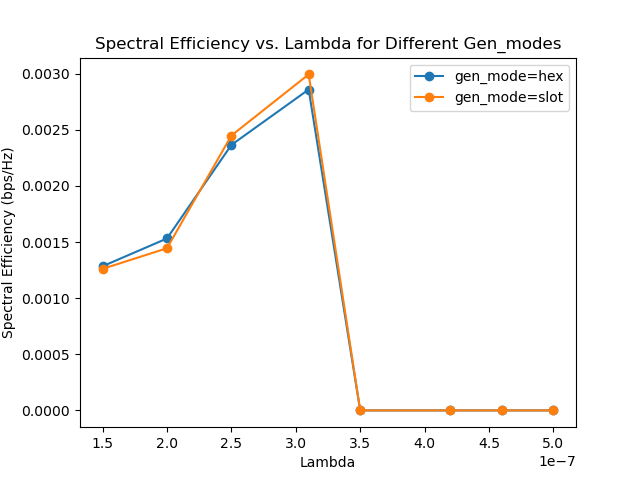 Spectral Efficiency vs. Lambda for Different Gen_modes
gen_mode=hex
gen_mode=slot
Spectral Efficiency (bps/Hz)
0.0030
0.0025
0.0020
0.0015
0.0010
0.0005
0.0000
1.5 2.0 2.5 3.0 3.5 4.0 4.5 5.0
1e−7
Lambda